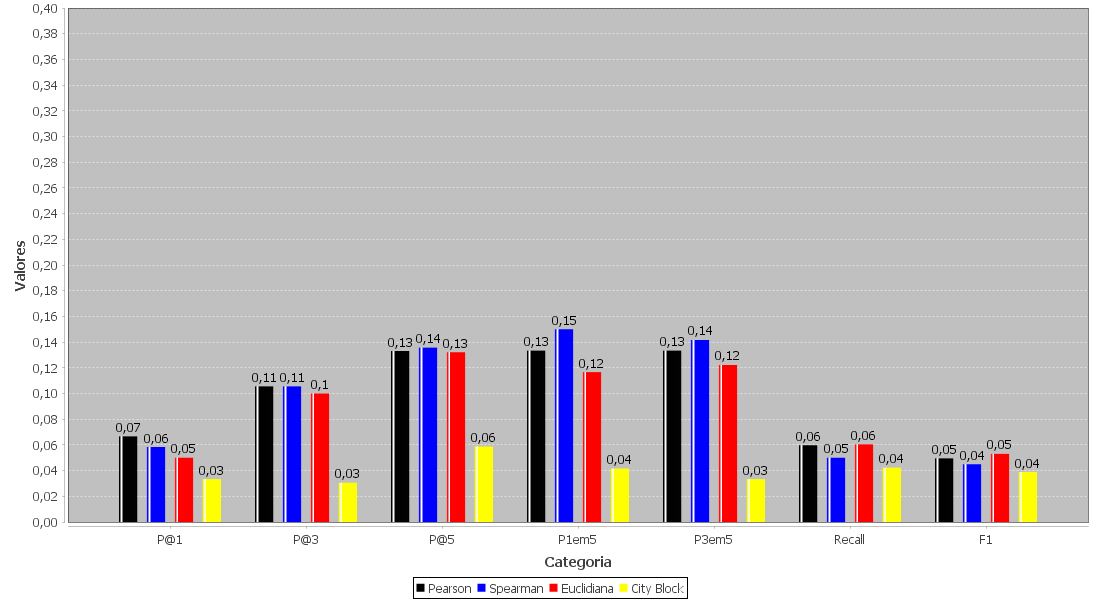 0,40
0,38
0,36
0,34
0,32
0,30
0,28
0,26
0,24
0,22
0,20
0,18
0,16
0,14
0,12
0,10
0,08
0,06
0,04
0,02
0,00
Valores
0,07 0,06 0,05 0,03
0,11 0,11 0,1 0,03
0,13 0,14 0,13 0,06
0,13 0,15 0,12 0,04
0,13 0,14 0,12 0,03
0,06 0,05 0,06 0,04
0,05 0,04 0,05 0,04
P@1 P@3 P@5 P1em5 P3em5 Recall F1
Categoria
Pearson Spearman Euclidiana City Block